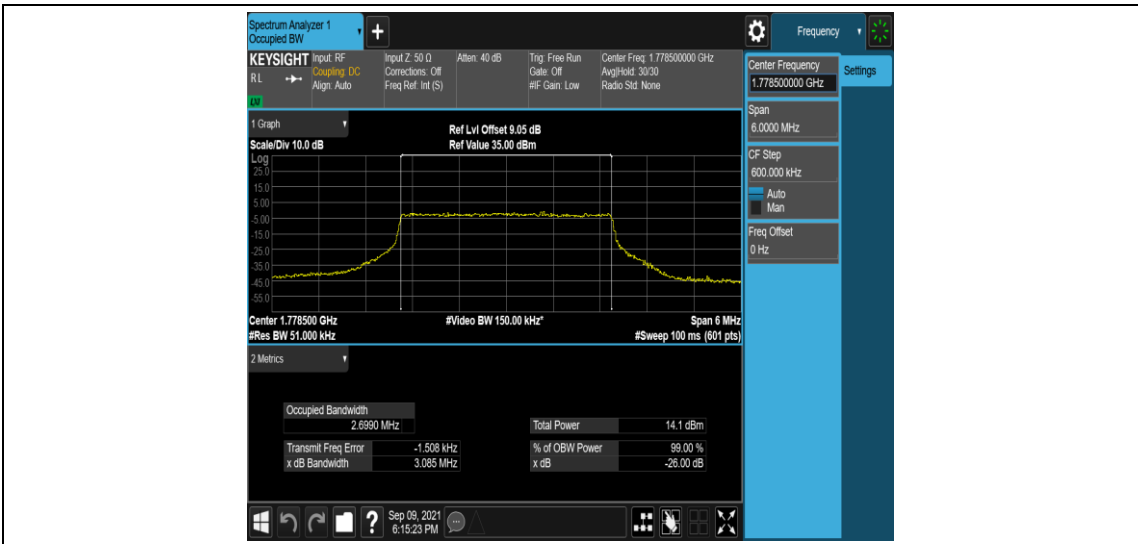 Spectrum Analyzer 1
Occupied BW
+
Frequency
KEYSIGHT
RL
LXI
Input: RF
Coupling: DC
Align: Auto
Input Z: 50 Ω
Corrections: Off
Freq Ref: Int (S)
Atten: 40 dB
Trig: Free Run
Gate: Off
#IF Gain: Low
Center Freq: 1.778500000 GHz
Avg|Hold: 30/30
Radio Std: None
Center Frequency
1.778500000 GHz
Settings
Span
6.0000 MHz
CF Step
600.000 kHz
Auto
Man
Freq Offset
0 Hz
1 Graph
Scale/Div 10.0 dB
Ref Lvl Offset 9.05 dB
Ref Value 35.00 dBm
Log
25.0
15.0
5.00
-5.00
-15.0
-25.0
-35.0
-45.0
-55.0
Center 1.778500 GHz
#Video BW 150.00 kHz*
Span 6 MHz
#Res BW 51.000 kHz
#Sweep 100 ms (601 pts)
2 Metrics
Occupied Bandwidth
2.6990 MHz
Total Power 14.1 dBm
Transmit Freq Error -1.508 kHz
% of OBW Power 99.00 %
x dB Bandwidth 3.085 MHz
x dB -26.00 dB
?
Sep 09, 2021
6:15:23 PM